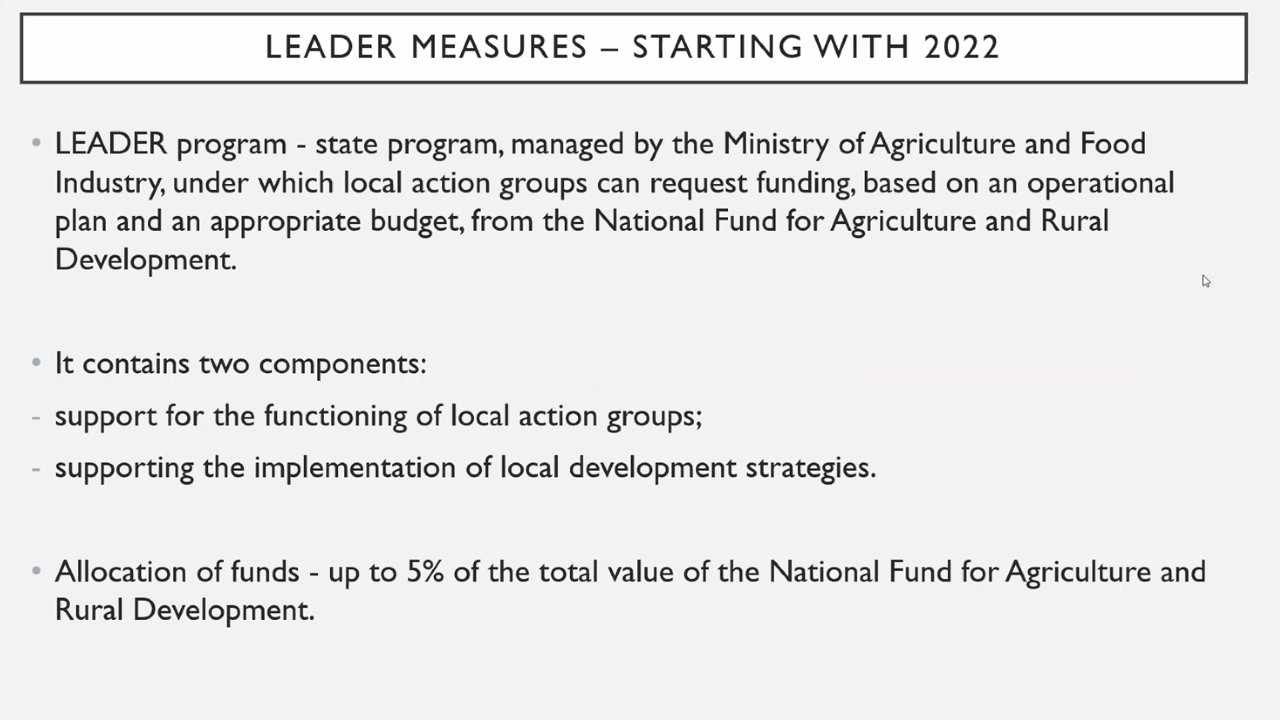 LEADER MEASURES – STARTING WITH 2022
• LEADER program - state program, managed by the Ministry of Agriculture and Food
Industry, under which local action groups can request funding, based on an operational
plan and an appropriate budget, from the National Fund for Agriculture and Rural
Development.
• It contains two components:
- support for the functioning of local action groups;
- supporting the implementation of local development strategies.
• Allocation of funds - up to 5% of the total value of the National Fund for Agriculture and
Rural Development.